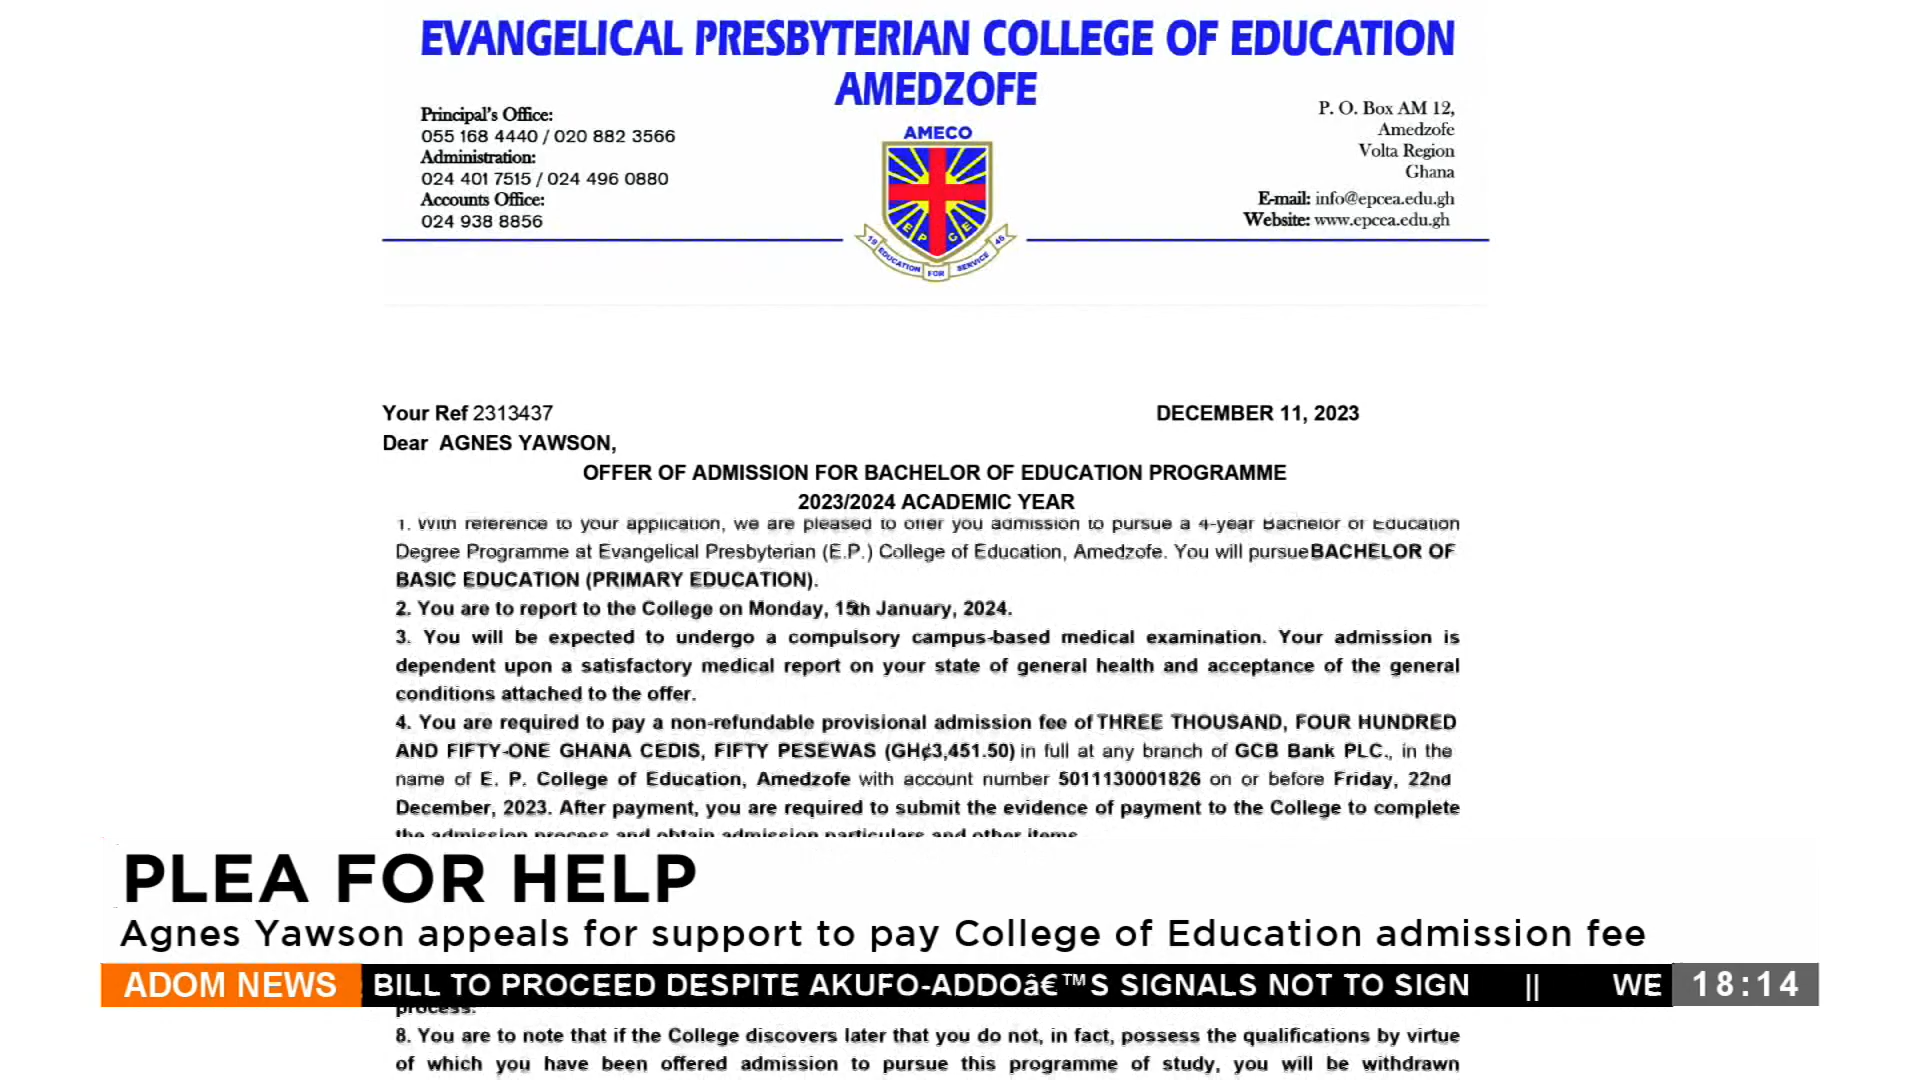 EVANGELICAL PRESBYTERIAN COLLEGE OF EDUCATION
AMEDZOFE
Principal's Office:
055 168 4440 / 020 882 3566
Administration:
024 401 7515 / 024 496 0880
Accounts Office:
024 938 8856
AMECO
E P C E
19 EDUCATION FOR SERVICE 46
P. O. Box AM 12,
Amedzofe
Volta Region
Ghana
E-mail: info@epcea.edu.gh
Website: www.epcea.edu.gh
Your Ref 2313437
DECEMBER 11, 2023
Dear AGNES YAWSON,
OFFER OF ADMISSION FOR BACHELOR OF EDUCATION PROGRAMME
2023/2024 ACADEMIC YEAR
1. With reference to your application, we are pleased to offer you admission to pursue a 4-year Bachelor of Education
Degree Programme at Evangelical Presbyterian (E.P.) College of Education, Amedzofe. You will pursue BACHELOR OF
BASIC EDUCATION (PRIMARY EDUCATION).
2. You are to report to the College on Monday, 15th January, 2024.
3. You will be expected to undergo a compulsory campus-based medical examination. Your admission is
dependent upon a satisfactory medical report on your state of general health and acceptance of the general
conditions attached to the offer.
4. You are required to pay a non-refundable provisional admission fee of THREE THOUSAND, FOUR HUNDRED
AND FIFTY-ONE GHANA CEDIS, FIFTY PESEWAS (GH¢3,451.50) in full at any branch of GCB Bank PLC., in the
name of E. P. College of Education, Amedzofe with account number 5011130001826 on or before Friday, 22nd
December, 2023. After payment, you are required to submit the evidence of payment to the College to complete
the admission process and obtain admission particulars and other items.
PLEA FOR HELP
Agnes Yawson appeals for support to pay College of Education admission fee
ADOM NEWS BILL TO PROCEED DESPITE AKUFO-ADDOâ€™S SIGNALS NOT TO SIGN || WE 18:14
process.
8. You are to note that if the College discovers later that you do not, in fact, possess the qualifications by virtue
of which you have been offered admission to pursue this programme of study, you will be withdrawn